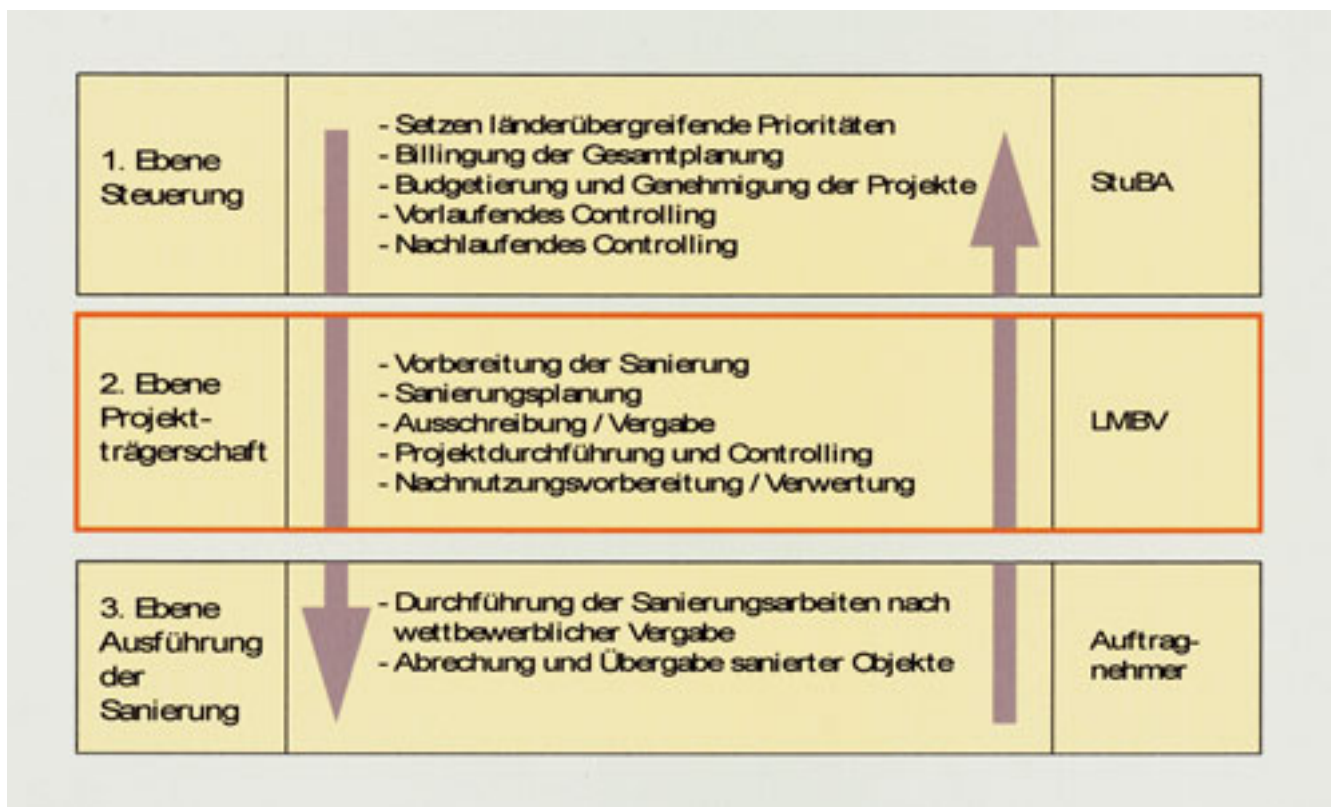 1. Ebene
Steuerung
- Setzen länderübergreifende Prioritäten
- Billingung der Gesamtplanung
- Budgetierung und Genehmigung der Projekte
- Vorlaufendes Controlling
- Nachlaufendes Controlling
StuBA
2. Ebene
Projekt-
trägerschaft
- Vorbereitung der Sanierung
- Sanierungsplanung
- Ausschreibung / Vergabe
- Projektdurchführung und Controlling
- Nachnutzungsvorbereitung / Verwertung
LMBV
3. Ebene
Ausführung
der
Sanierung
- Durchführung der Sanierungsarbeiten nach
wettbewerblicher Vergabe
- Abrechung und Übergabe sanierter Objekte
Auftrag-
nehmer